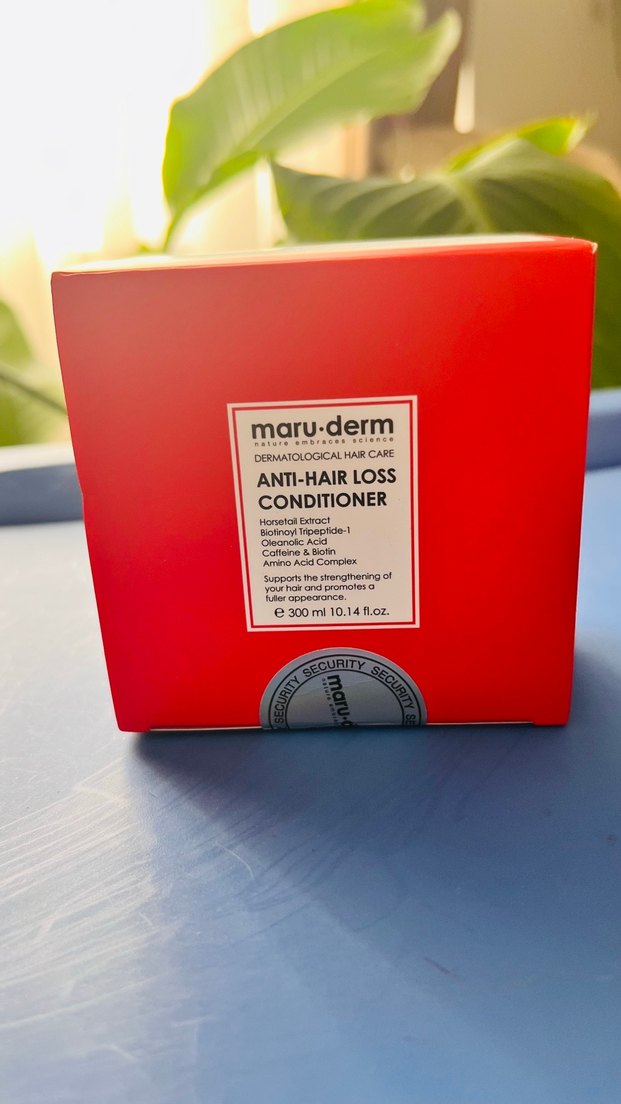 maru·derm
nature embraces science
DERMATOLOGICAL HAIR CARE
ANTI-HAIR LOSS
CONDITIONER
Horsetail Extract
Biotinoyl Tripeptide-1
Oleanolic Acid
Caffeine & Biotin
Amino Acid Complex
Supports the strengthening of
your hair and promotes a
fuller appearance.
℮ 300 ml 10.14 fl.oz.
SECURITY SECURITY SECURITY
maru·d
nature